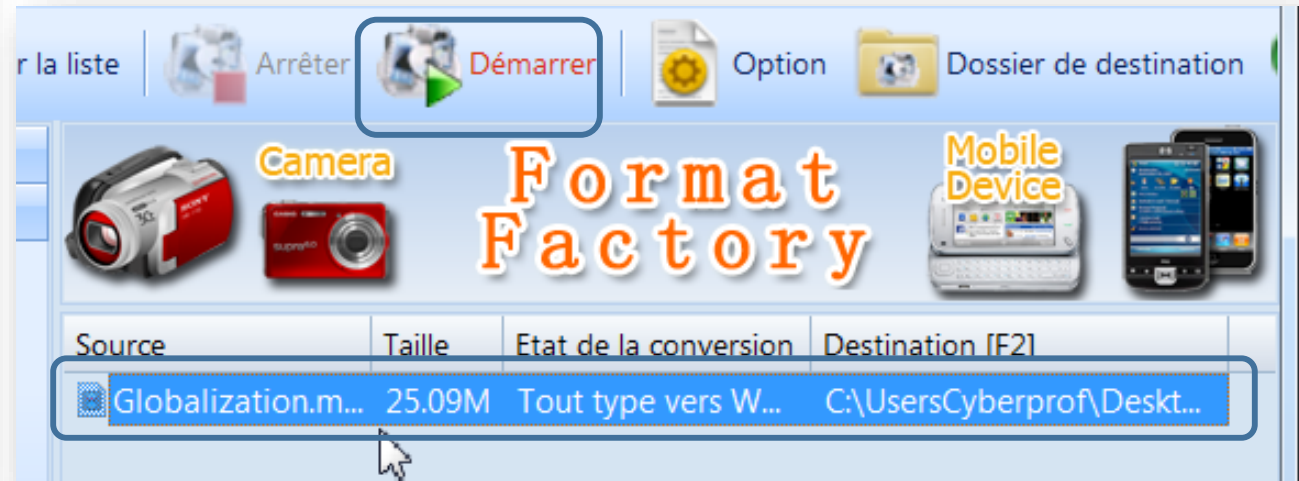 r la liste Arrêter Démarrer Option Dossier de destination
Camera
Format
Factory
Mobile
Device
SONY
Source Taille Etat de la conversion Destination [F2]
Globalization.m... 25.09M Tout type vers W... C:\UsersCyberprof\Deskt...